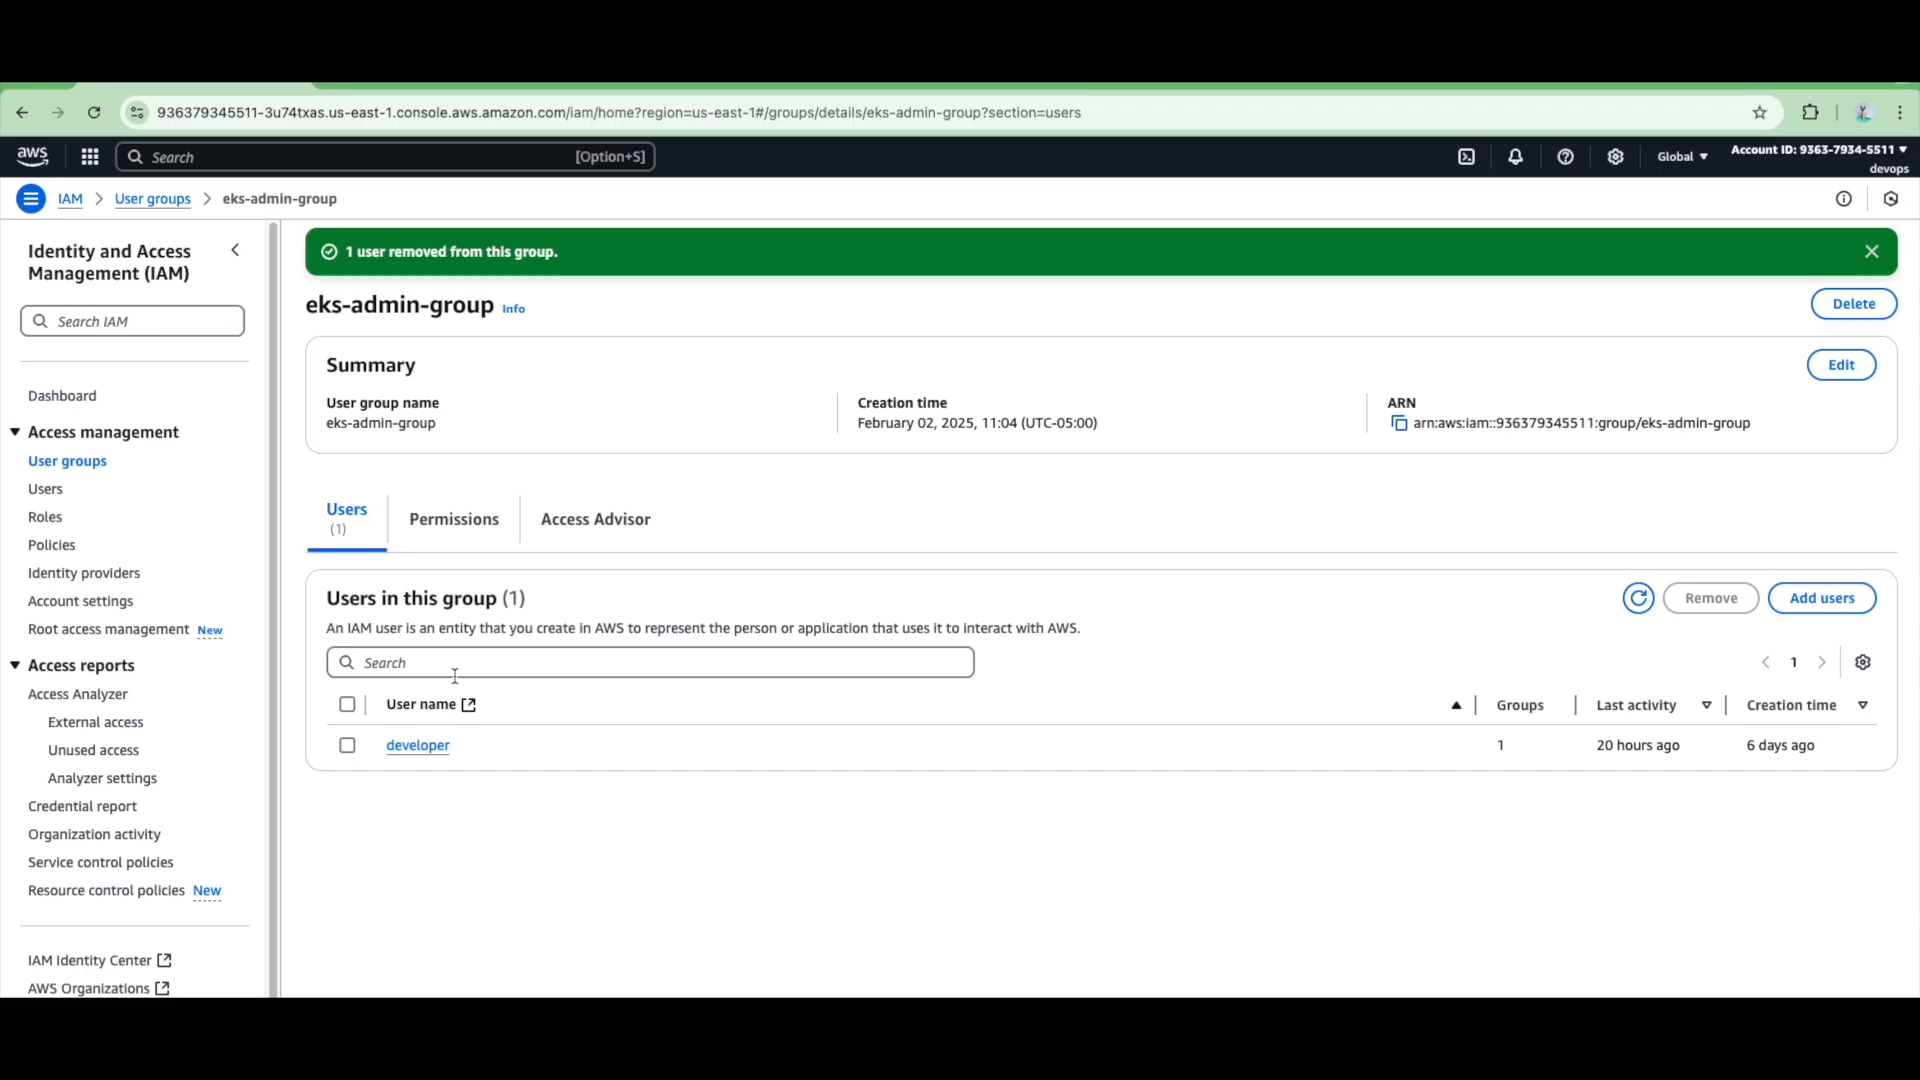 936379345511-3u74txas.us-east-1.console.aws.amazon.com/iam/home?region=us-east-1#/groups/details/eks-admin-group?section=users
aws
Search
[Option+S]
Global
Account ID: 9363-7934-5511
devops
IAM
User groups
eks-admin-group
Identity and Access
Management (IAM)
Search IAM
Dashboard
Access management
User groups
Users
Roles
Policies
Identity providers
Account settings
Root access management New
Access reports
Access Analyzer
External access
Unused access
Analyzer settings
Credential report
Organization activity
Service control policies
Resource control policies New
IAM Identity Center
AWS Organizations
1 user removed from this group.
eks-admin-group Info
Delete
Summary
Edit
User group name
eks-admin-group
Creation time
February 02, 2025, 11:04 (UTC-05:00)
ARN
arn:aws:iam::936379345511:group/eks-admin-group
Users
(1)
Permissions
Access Advisor
Users in this group (1)
Remove
Add users
An IAM user is an entity that you create in AWS to represent the person or application that uses it to interact with AWS.
Search
1
User name
Groups
Last activity
Creation time
developer
1
20 hours ago
6 days ago